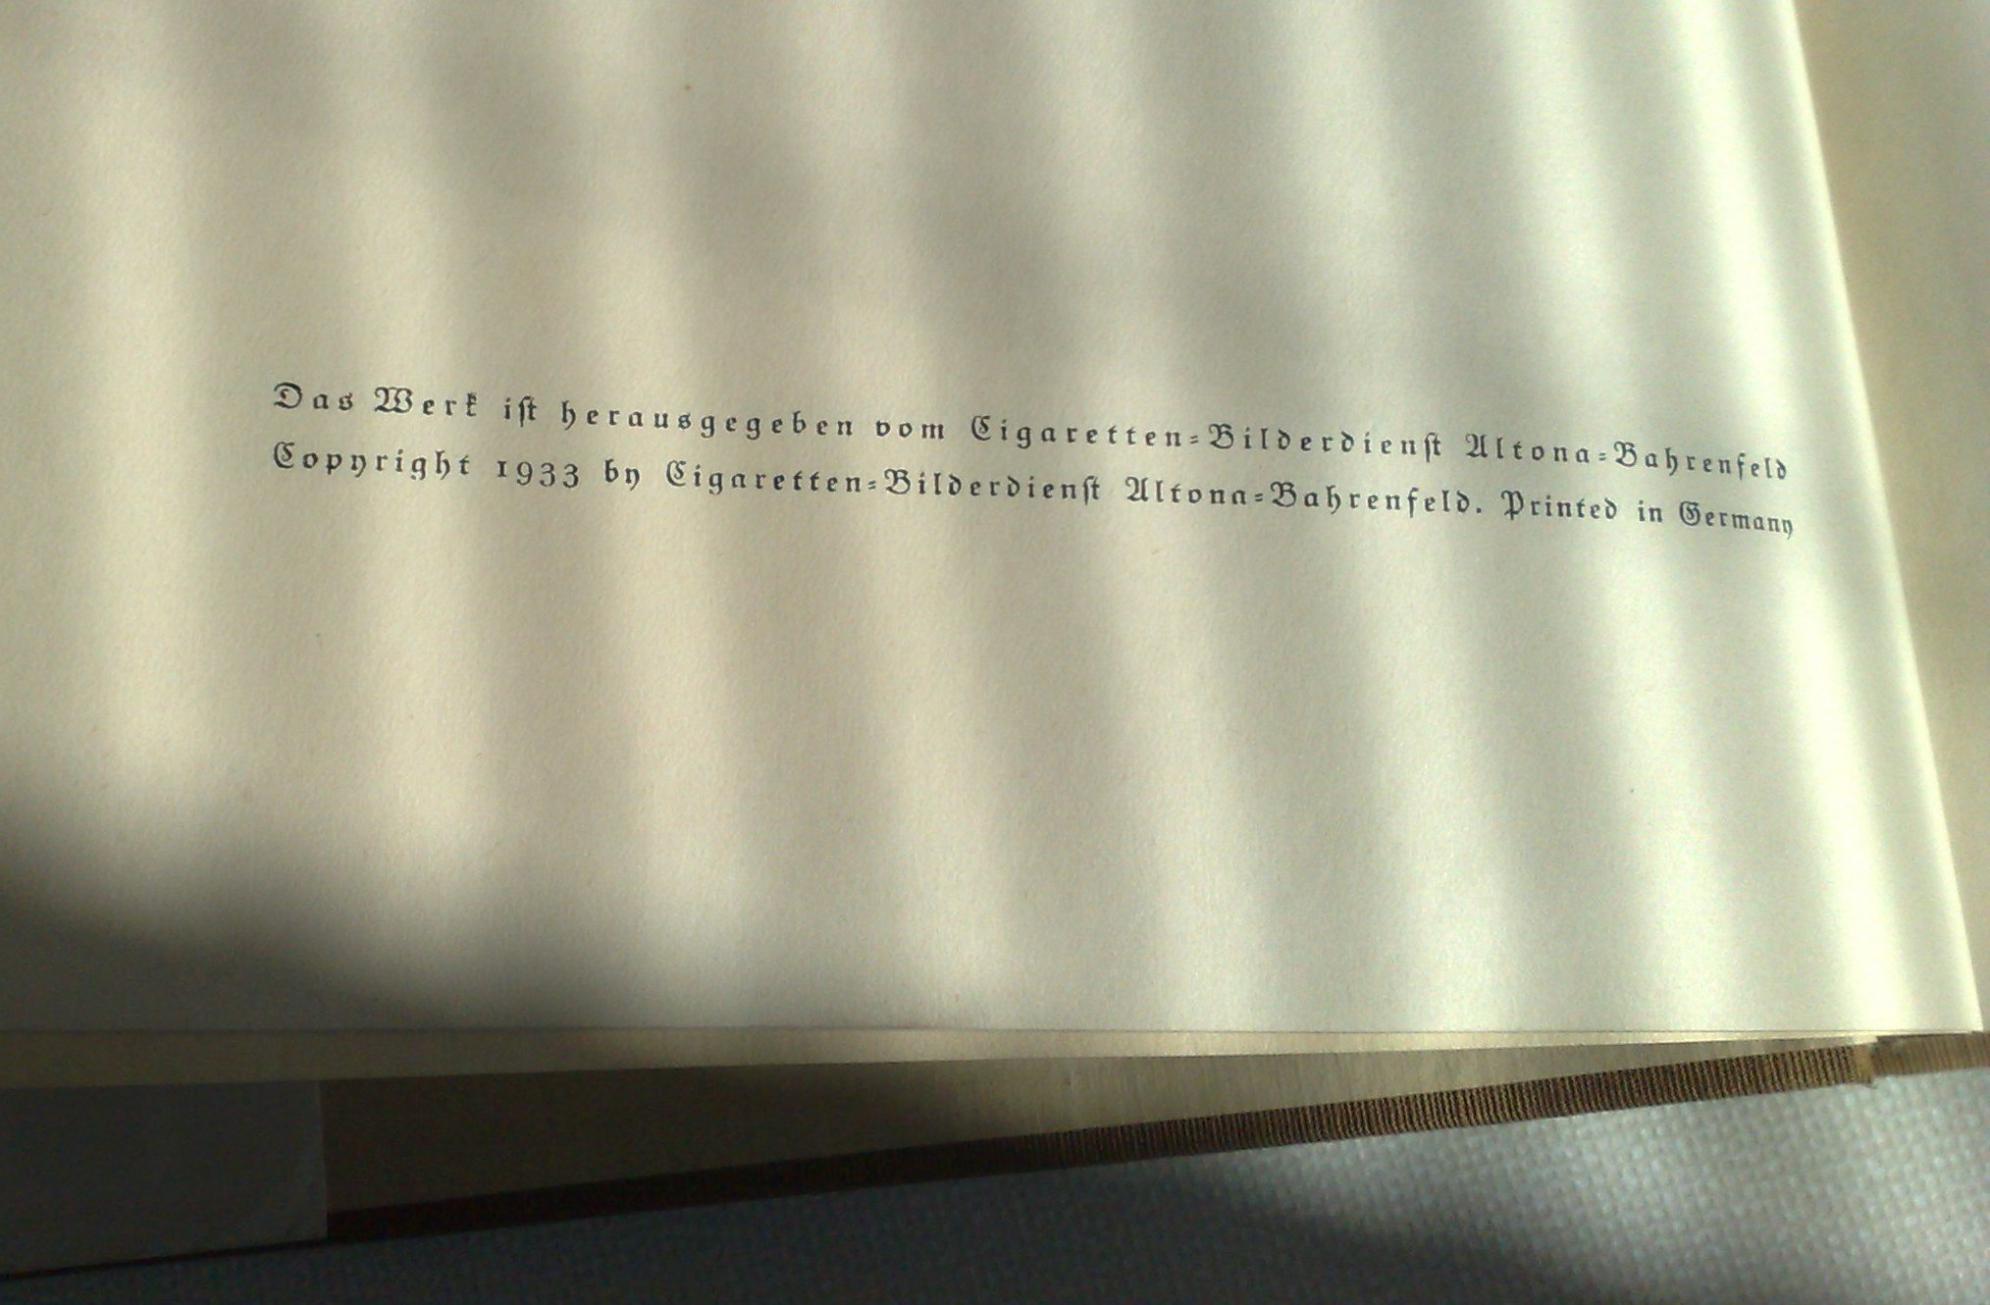 Das Werk iſt herausgegeben vom Cigaretten-Bilderdienſt Altona-Bahrenfeld
Copyright 1933 by Cigaretten-Bilderdienſt Altona-Bahrenfeld. Printed in Germany